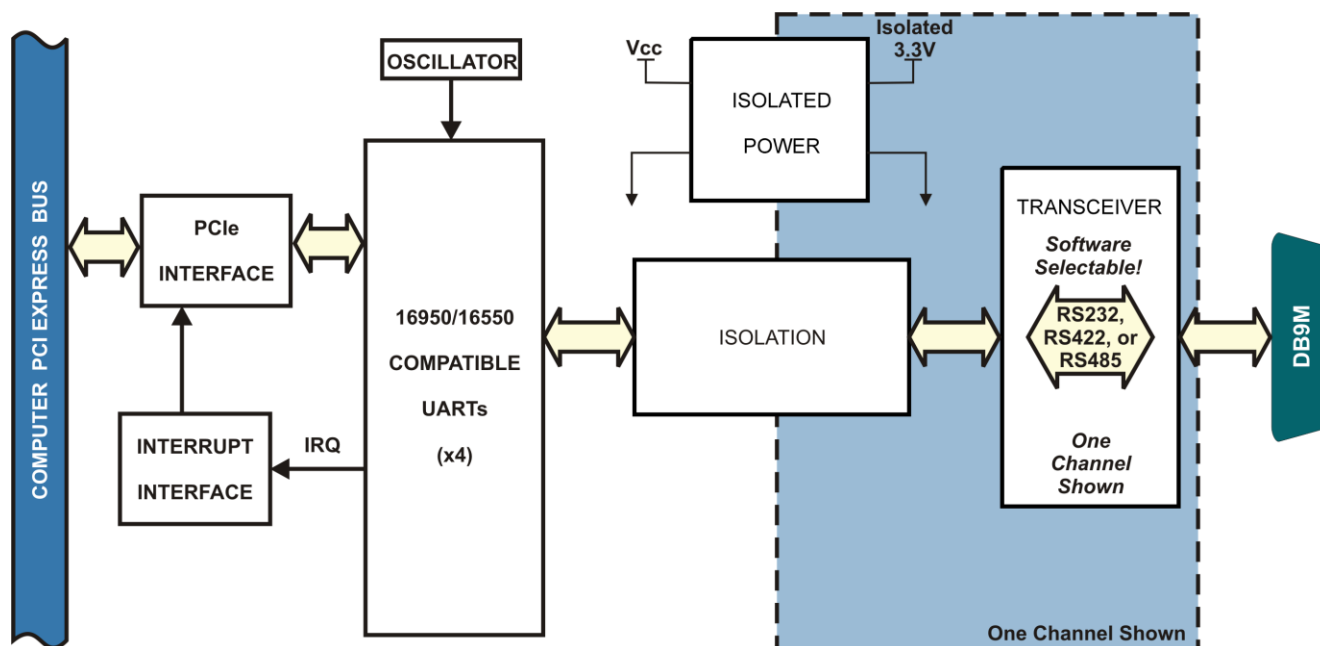 COMPUTER PCI EXPRESS BUS
OSCILLATOR
PCIe
INTERFACE
INTERRUPT
INTERFACE
IRQ
16950/16550
COMPATIBLE
UARTs
(x4)
Vcc
Isolated
3.3V
ISOLATED
POWER
ISOLATION
TRANSCEIVER
Software
Selectable!
RS232,
RS422, or
RS485
One
Channel
Shown
DB9M
One Channel Shown